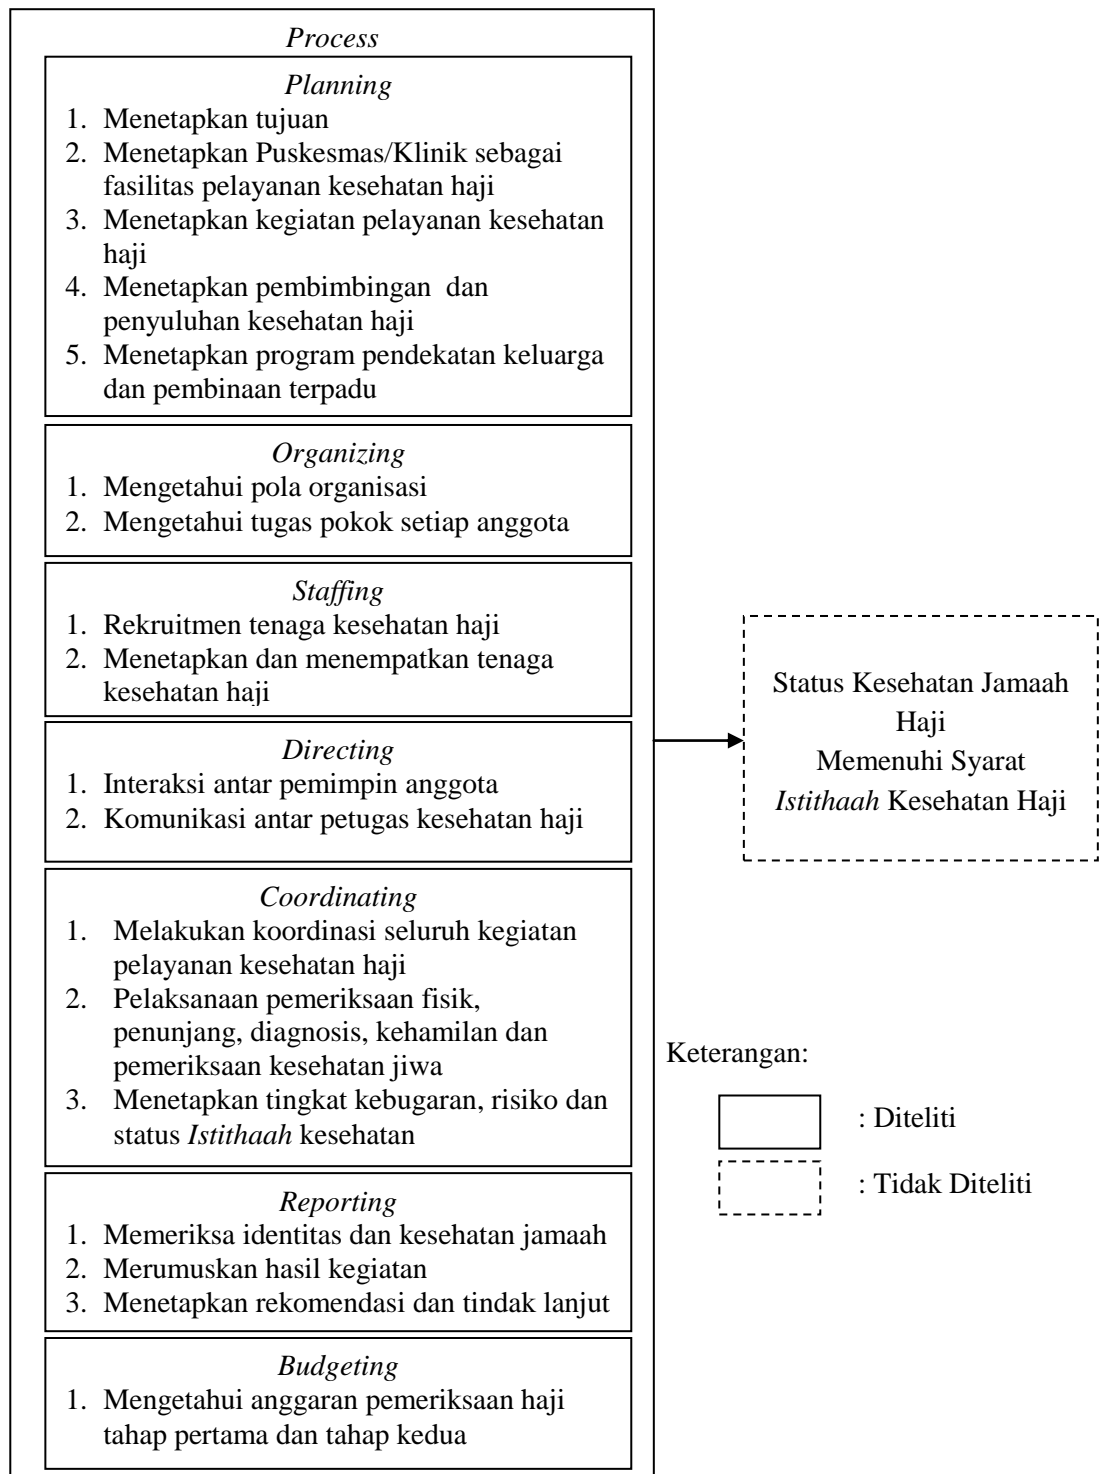 Process
Planning
1. Menetapkan tujuan
2. Menetapkan Puskesmas/Klinik sebagai
fasilitas pelayanan kesehatan haji
3. Menetapkan kegiatan pelayanan kesehatan
haji
4. Menetapkan pembimbingan  dan
penyuluhan kesehatan haji
5. Menetapkan program pendekatan keluarga
dan pembinaan terpadu
Organizing
1. Mengetahui pola organisasi
2. Mengetahui tugas pokok setiap anggota
Staffing
1. Rekruitmen tenaga kesehatan haji
2. Menetapkan dan menempatkan tenaga
kesehatan haji
Directing
1. Interaksi antar pemimpin anggota
2. Komunikasi antar petugas kesehatan haji
Coordinating
1. Melakukan koordinasi seluruh kegiatan
pelayanan kesehatan haji
2. Pelaksanaan pemeriksaan fisik,
penunjang, diagnosis, kehamilan dan
pemeriksaan kesehatan jiwa
3. Menetapkan tingkat kebugaran, risiko dan
status Istithaah kesehatan
Reporting
1. Memeriksa identitas dan kesehatan jamaah
2. Merumuskan hasil kegiatan
3. Menetapkan rekomendasi dan tindak lanjut
Budgeting
1. Mengetahui anggaran pemeriksaan haji
tahap pertama dan tahap kedua
Status Kesehatan Jamaah
Haji
Memenuhi Syarat
Istithaah Kesehatan Haji
Keterangan:
: Diteliti
: Tidak Diteliti